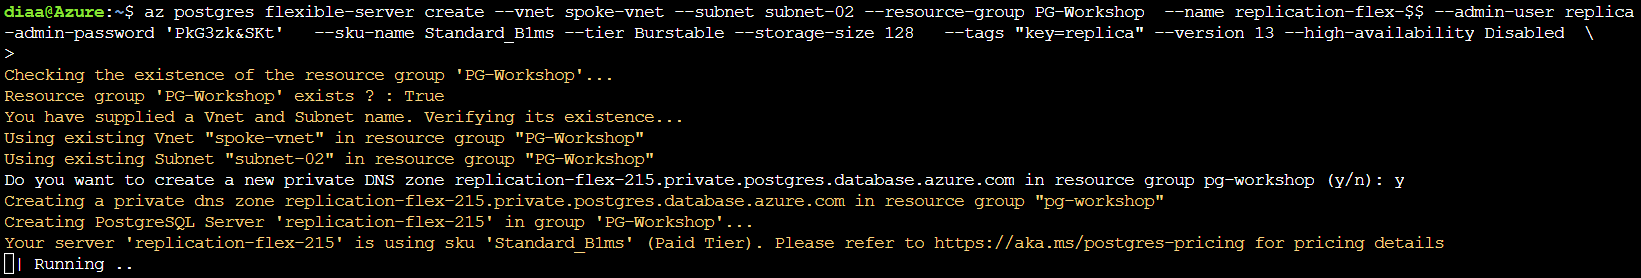 diaa@Azure:~$ az postgres flexible-server create --vnet spoke-vnet --subnet subnet-02 --resource-group PG-Workshop  --name replication-flex-$$ --admin-user replica
-admin-password 'PkG3zk&SKt'   --sku-name Standard_B1ms --tier Burstable --storage-size 128   --tags "key=replica" --version 13 --high-availability Disabled  \
>
Checking the existence of the resource group 'PG-Workshop'...
Resource group 'PG-Workshop' exists ? : True
You have supplied a Vnet and Subnet name. Verifying its existence...
Using existing Vnet "spoke-vnet" in resource group "PG-Workshop"
Using existing Subnet "subnet-02" in resource group "PG-Workshop"
Do you want to create a new private DNS zone replication-flex-215.private.postgres.database.azure.com in resource group pg-workshop (y/n): y
Creating a private dns zone replication-flex-215.private.postgres.database.azure.com in resource group "pg-workshop"
Creating PostgreSQL Server 'replication-flex-215' in group 'PG-Workshop'...
Your server 'replication-flex-215' is using sku 'Standard_B1ms' (Paid Tier). Please refer to https://aka.ms/postgres-pricing for pricing details
| Running ..